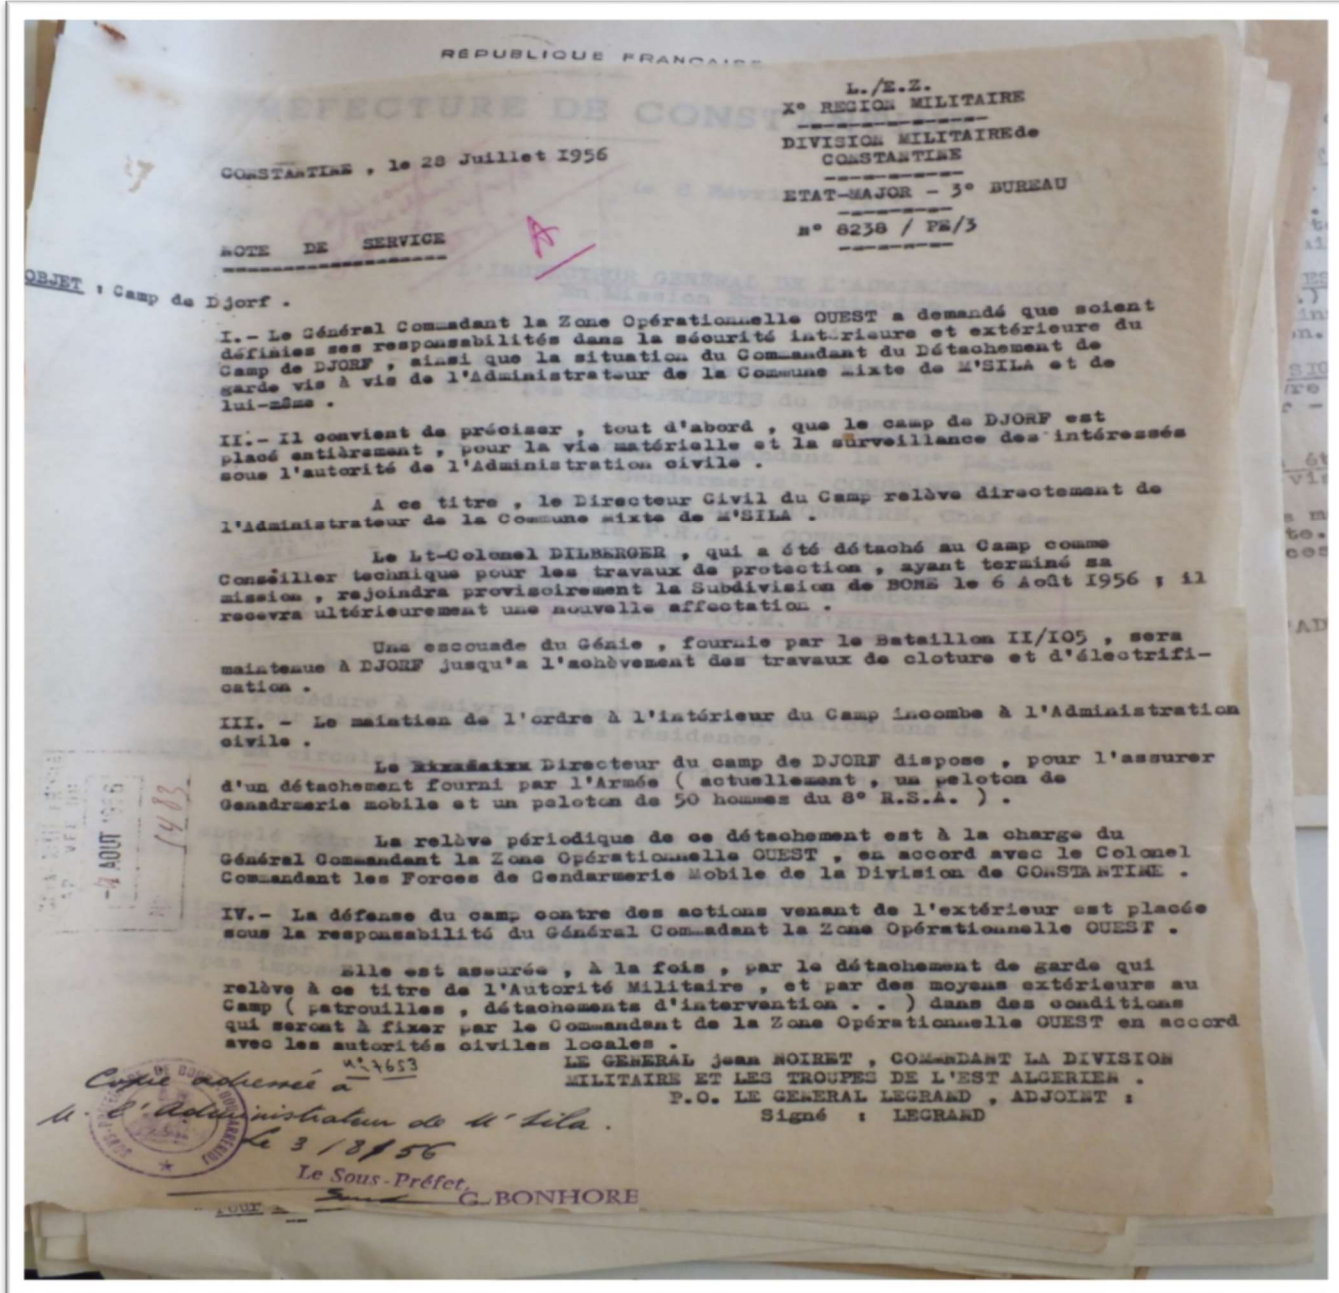 RÉPUBLIQUE FRANÇAISE
PREFECTURE DE CONSTANTINE
L./E.Z.
X° REGION MILITAIRE
DIVISION MILITAIREde
CONSTANTINE
ETAT-MAJOR - 3° BUREAU
N° 8238 / PE/3
CONSTANTINE , le 28 Juillet I956
A
NOTE DE SERVICE
OBJET : Camp de Djorf .
I.- Le Général Commadant la Zone Opérationnelle OUEST a demandé que soient
définies ses responsabilités dans la sécurité intérieure et extérieure du
Camp de DJORF , ainsi que la situation du Commandant du Détachement de
garde vis à vis de l'Administrateur de la Commune mixte de M'SILA et de
lui-même .
II.- Il convient de préciser , tout d'abord , que le camp de DJORF est
placé entièrement , pour la vie matérielle et la surveillance des intéressés
sous l'autorité de l'Administration civile .
A ce titre , le Directeur Civil du Camp relève directement de
l'Administrateur de la Commune mixte de M'SILA .
Le Lt-Colonel DILBERGER , qui a été détaché au Camp comme
Conseiller technique pour les travaux de protection , ayant terminé sa
mission , rejoindra provisoirement la Subdivision de BONE le 6 Août I956 ; il
recevra ultérieurement une nouvelle affectation .
Une escouade du Génie , fournie par le Bataillon II/I05 , sera
maintenue à DJORF jusqu'a l'achèvement des travaux de cloture et d'électrifi-
cation .
III. - Le maintien de l'ordre à l'intérieur du Camp incombe à l'Administration
civile .
Le Directeur du camp de DJORF dispose , pour l'assurer
d'un détachement fourni par l'Armée ( actuellement , un peloton de
Genadrmerie mobile et un peloton de 50 hommes du 8° R.S.A. ) .
La relève périodique de ce détachement est à la charge du
Général Commandant la Zone Opérationnelle OUEST , en accord avec le Colonel
Commandant les Forces de Gendarmerie Mobile de la Division de CONSTANTINE .
IV.- La défense du camp contre des actions venant de l'extérieur est placée
sous la responsabilité du Général Commadant la Zone Opérationnelle OUEST .
Elle est assurée , à la fois , par le détachement de garde qui
relève à ce titre de l'Autorité Militaire , et par des moyens extérieurs au
Camp ( patrouilles , détachements d'intervention . . ) dans des conditions
qui seront à fixer par le Commandant de la Zone Opérationnelle OUEST en accord
avec les autorités civiles locales .
LE GENERAL jean NOIRET , COMMANDANT LA DIVISION
MILITAIRE ET LES TROUPES DE L'EST ALGERIEN .
P.O. LE GENERAL LEGRAND , ADJOINT :
Signé : LEGRAND
AOUT
1483
n° 7653
Copie adressée à
M. l'Administrateur de M'Sila.
le 3/8/56
Le Sous-Préfet,
G. BONHORE
Pour